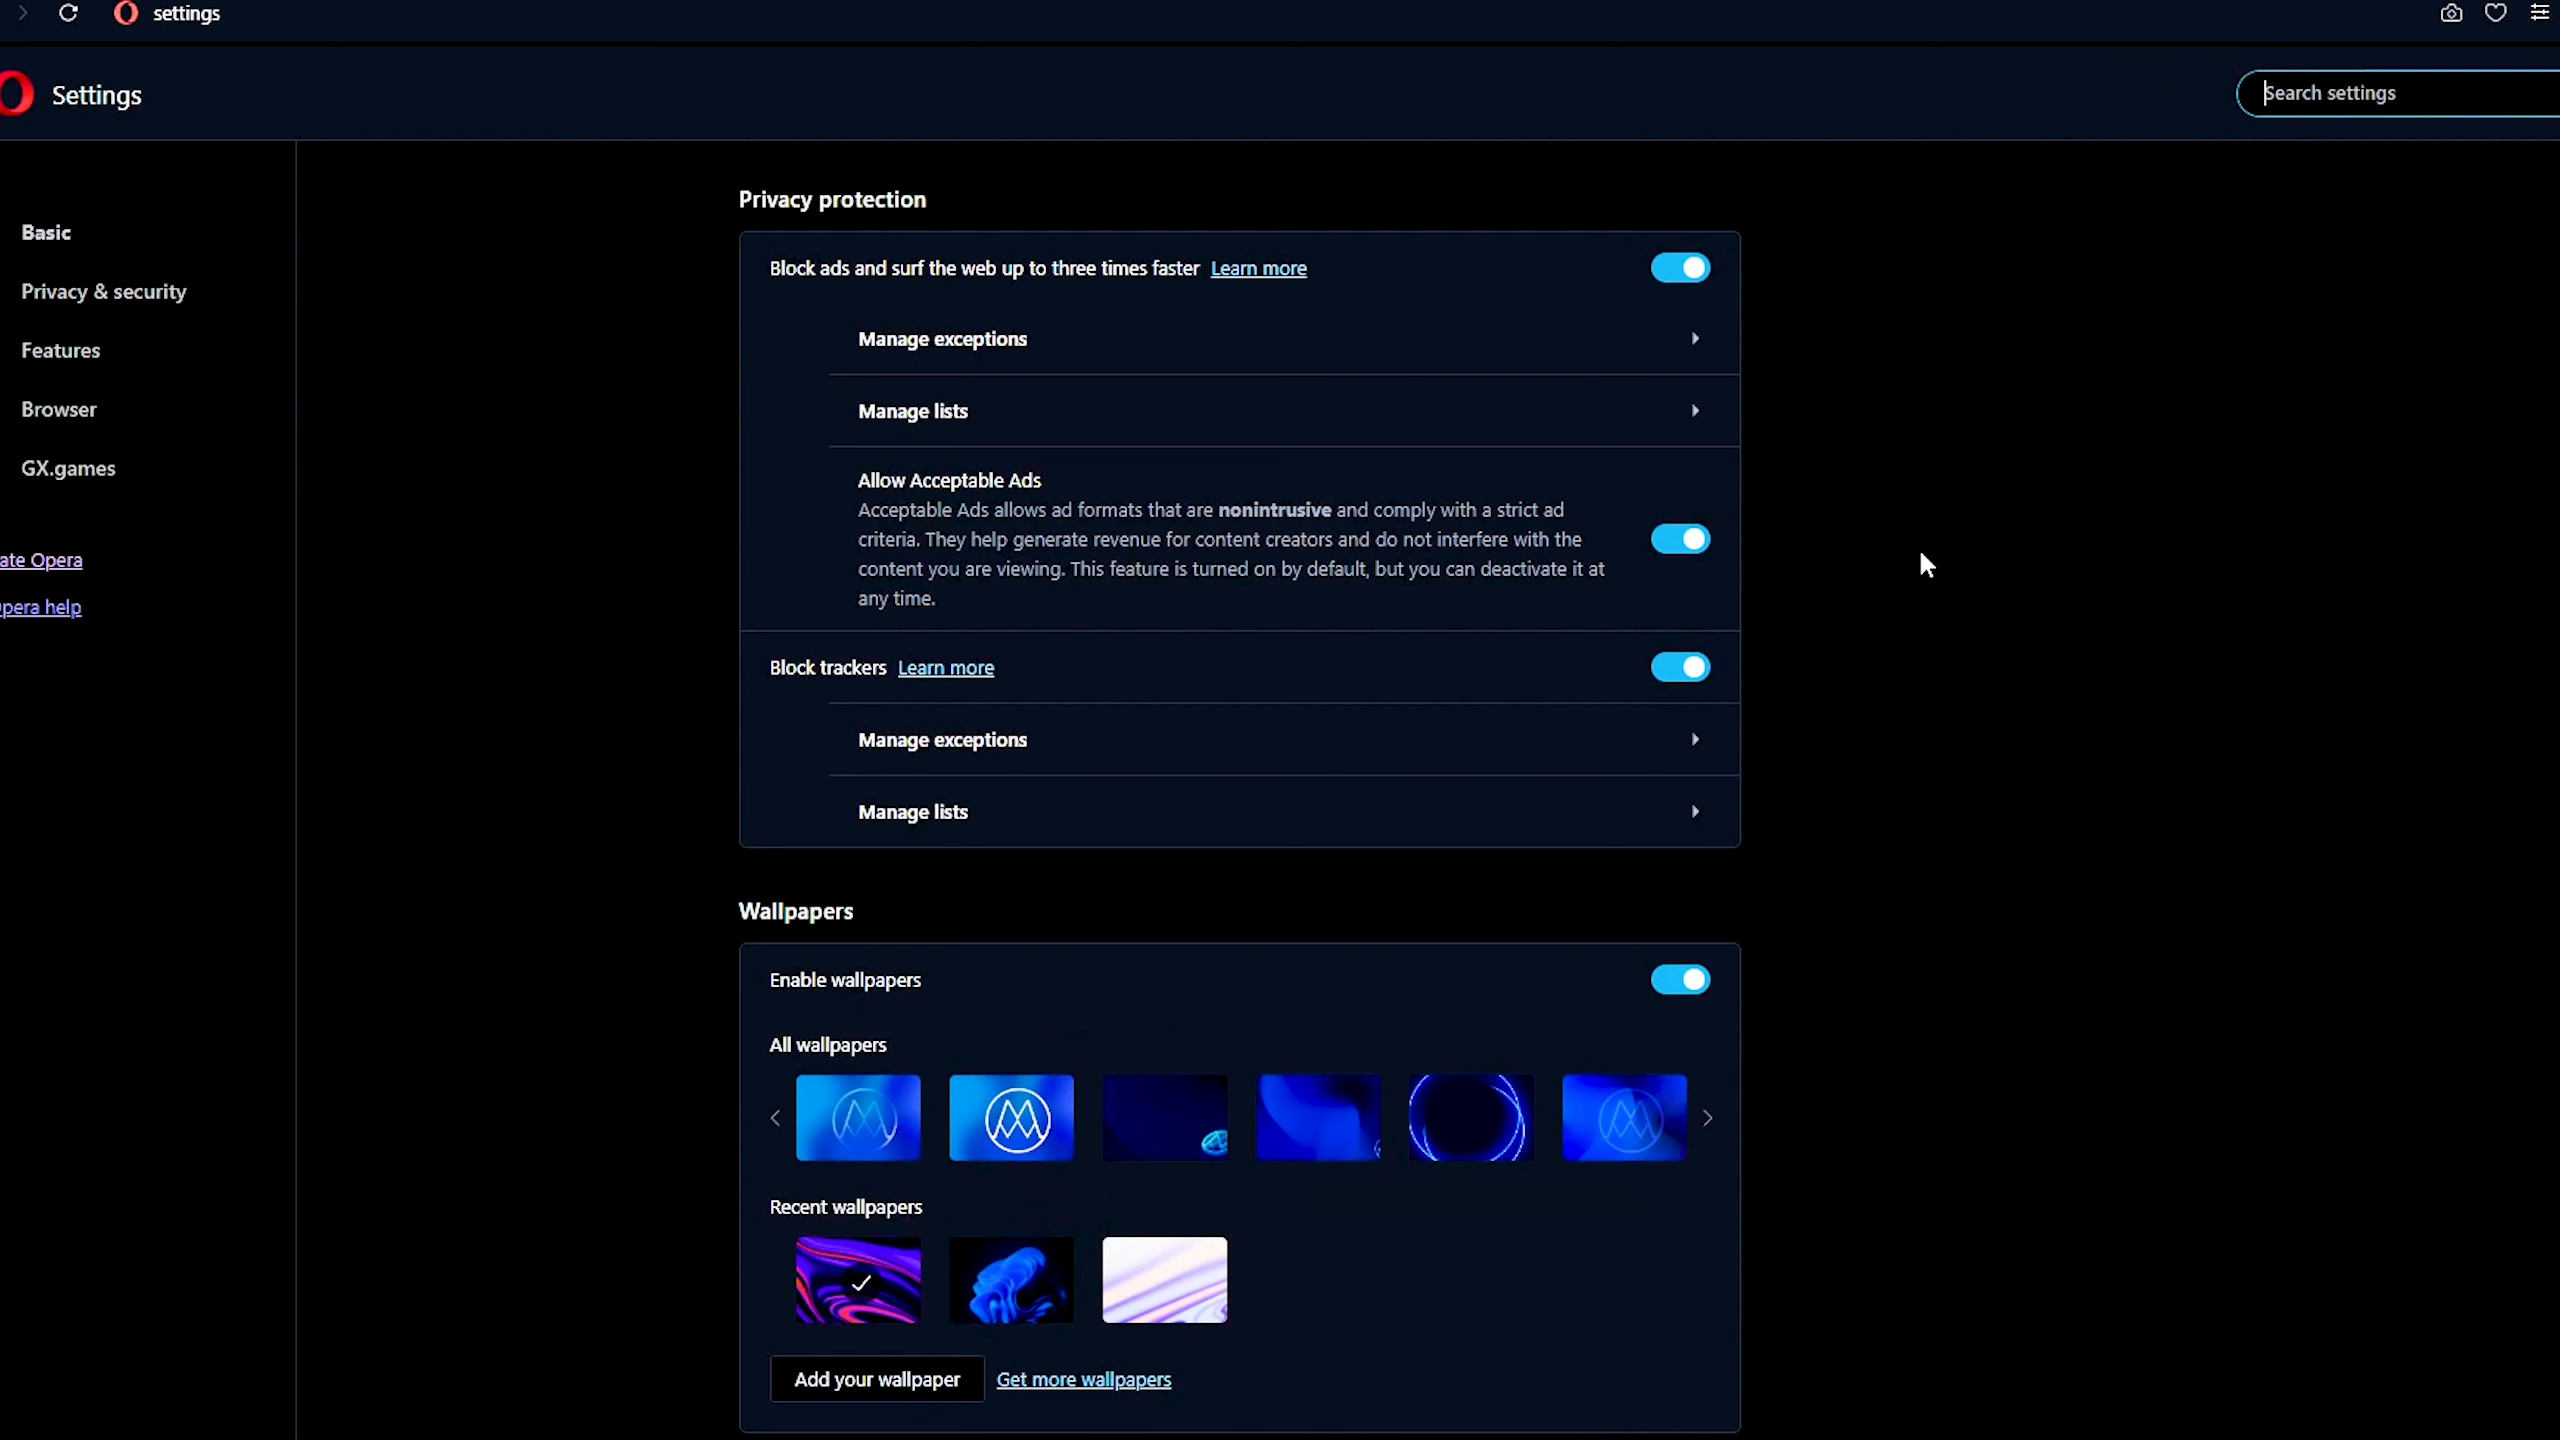 settings
Settings
Search settings
Basic
Privacy & security
Features
Browser
GX.games
ate Opera
pera help
Privacy protection
Block ads and surf the web up to three times faster Learn more
Manage exceptions
Manage lists
Allow Acceptable Ads
Acceptable Ads allows ad formats that are nonintrusive and comply with a strict ad
criteria. They help generate revenue for content creators and do not interfere with the
content you are viewing. This feature is turned on by default, but you can deactivate it at
any time.
Block trackers Learn more
Manage exceptions
Manage lists
Wallpapers
Enable wallpapers
All wallpapers
Recent wallpapers
Add your wallpaper Get more wallpapers